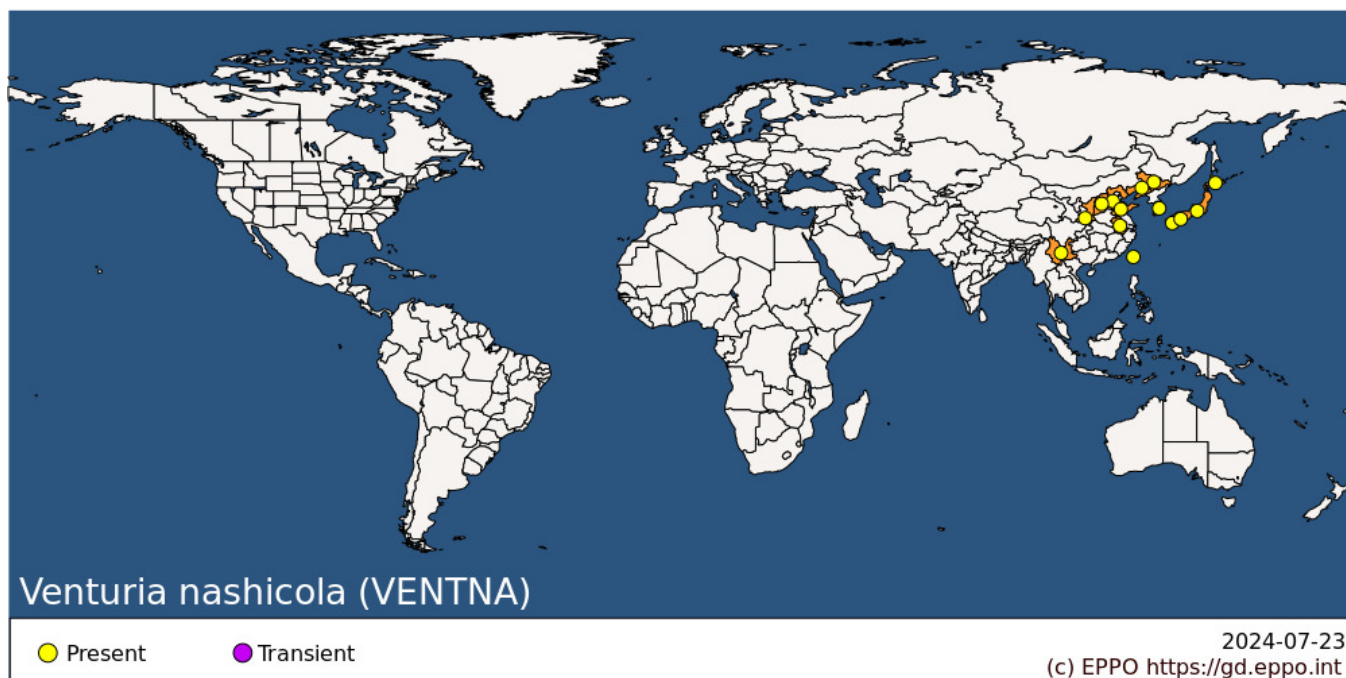 Venturia nashicola (VENTNA)
Present
Transient
2024-07-23
(c) EPPO https://gd.eppo.int